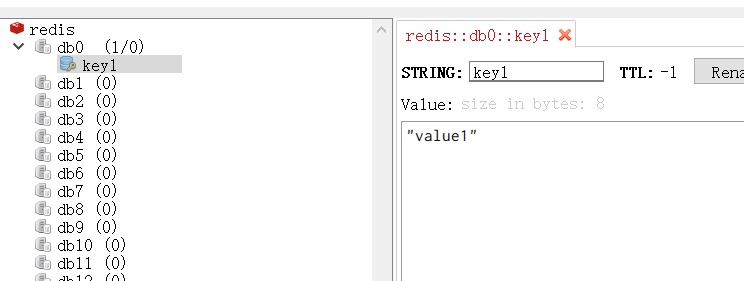 redis
db0 (1/0)
key1
db1 (0)
db2 (0)
db3 (0)
db4 (0)
db5 (0)
db6 (0)
db7 (0)
db8 (0)
db9 (0)
db10 (0)
db11 (0)
db12 (0)
redis::db0::key1
STRING: key1 TTL: -1 Rena
Value: size in bytes: 8
"value1"